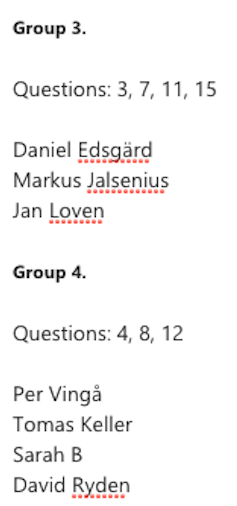 Group 3.
Questions: 3, 7, 11, 15
Daniel Edsgärd
Markus Jalsenius
Jan Loven
Group 4.
Questions: 4, 8, 12
Per Vingå
Tomas Keller
Sarah B
David Ryden